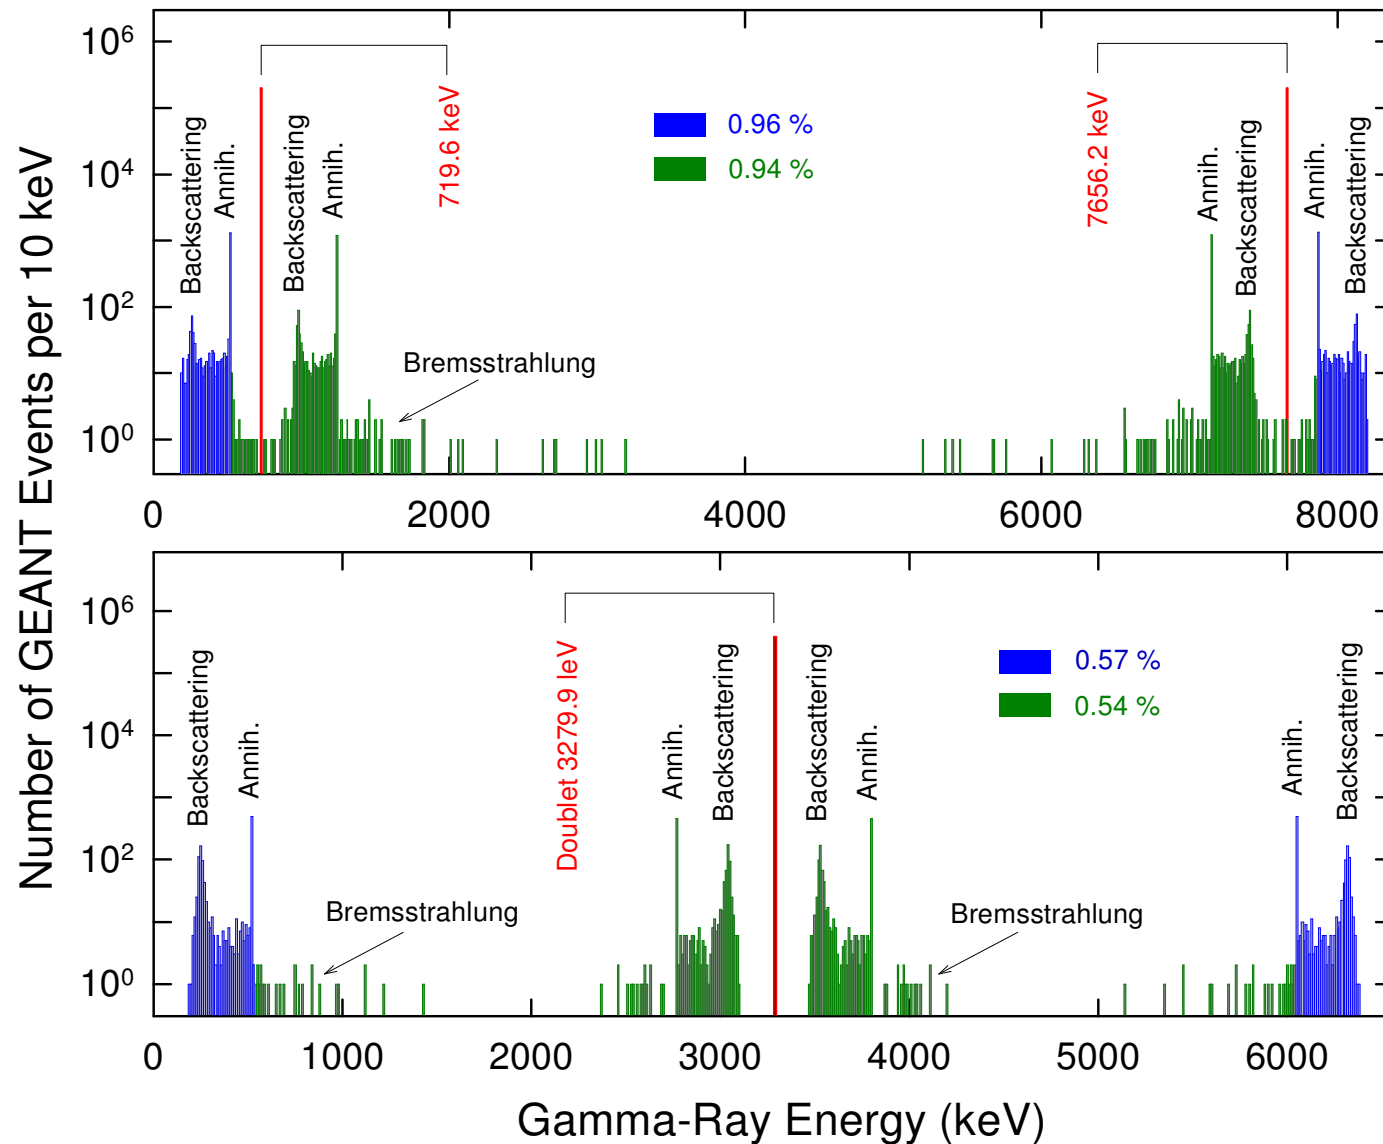 Number of GEANT Events per 10 keV
10^6
10^4
10^2
10^0
Backscattering
Annih.
Backscattering
Annih.
719.6 keV
0.96 %
0.94 %
7656.2 keV
Annih.
Backscattering
Annih.
Backscattering
Bremsstrahlung
0
2000
4000
6000
8000
10^6
10^4
10^2
10^0
Backscattering
Annih.
Doublet 3279.9 leV
Annih.
Backscattering
Backscattering
Annih.
0.57 %
0.54 %
Annih.
Backscattering
Bremsstrahlung
Bremsstrahlung
0
1000
2000
3000
4000
5000
6000
Gamma-Ray Energy (keV)